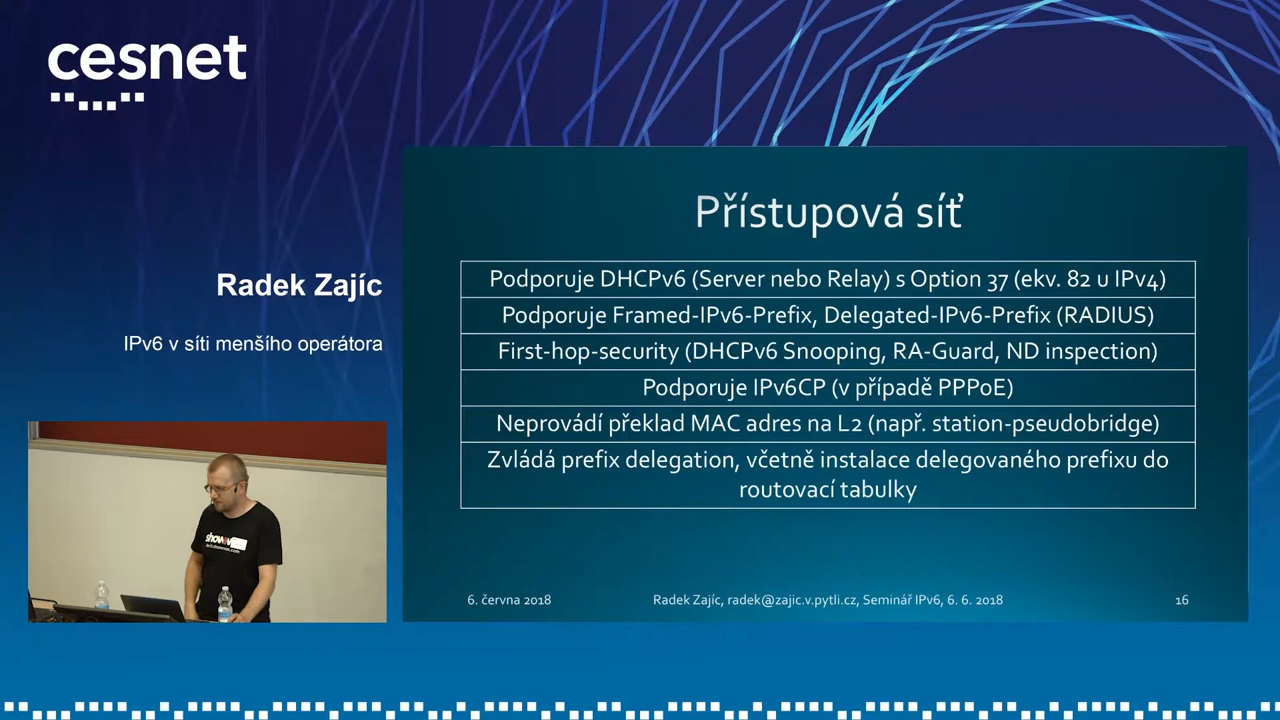 cesnet
Radek Zajíc
IPv6 v síti menšího operátora
Přístupová síť
Podporuje DHCPv6 (Server nebo Relay) s Option 37 (ekv. 82 u IPv4)
Podporuje Framed-IPv6-Prefix, Delegated-IPv6-Prefix (RADIUS)
First-hop-security (DHCPv6 Snooping, RA-Guard, ND inspection)
Podporuje IPv6CP (v případě PPPoE)
Neprovádí překlad MAC adres na L2 (např. station-pseudobridge)
Zvládá prefix delegation, včetně instalace delegovaného prefixu do
routovací tabulky
6. června 2018
Radek Zajíc, radek@zajic.v.pytli.cz, Seminář IPv6, 6. 6. 2018
16